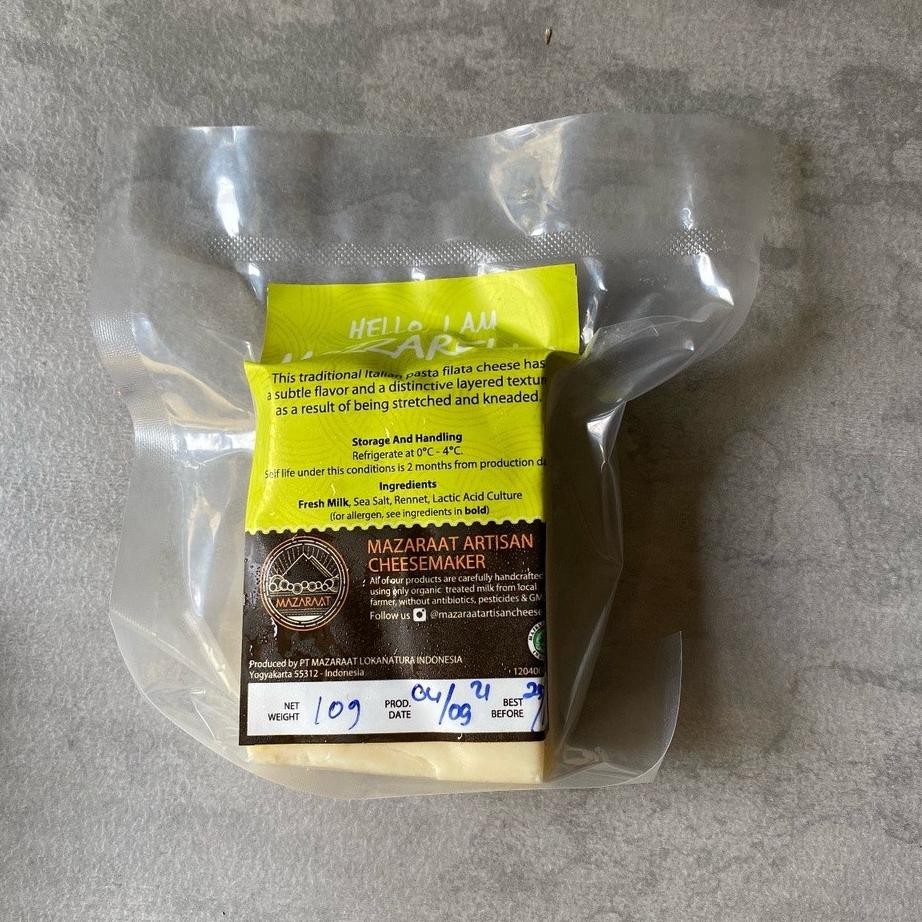 HELLO, I AM
This traditional Italian pasta filata cheese has
a subtle flavor and a distinctive layered textur
as a result of being stretched and kneaded.
Storage And Handling
Refrigerate at 0°C - 4°C.
Self life under this conditions is 2 months from production da
Ingredients
Fresh Milk, Sea Salt, Rennet, Lactic Acid Culture
(for allergen, see ingredients in bold)
MAZARAAT
MAZARAAT ARTISAN
CHEESEMAKER
All of our products are carefully handcrafted
using only organic treated milk from local
farmer, without antibiotics, pesticides & GM
Follow us @mazaraatartisancheese
Produced by PT MAZARAAT LOKANATURA INDONESIA
Yogyakarta 55312 - Indonesia
NET WEIGHT 109 PROD. DATE 04/09 21 BEST BEFORE